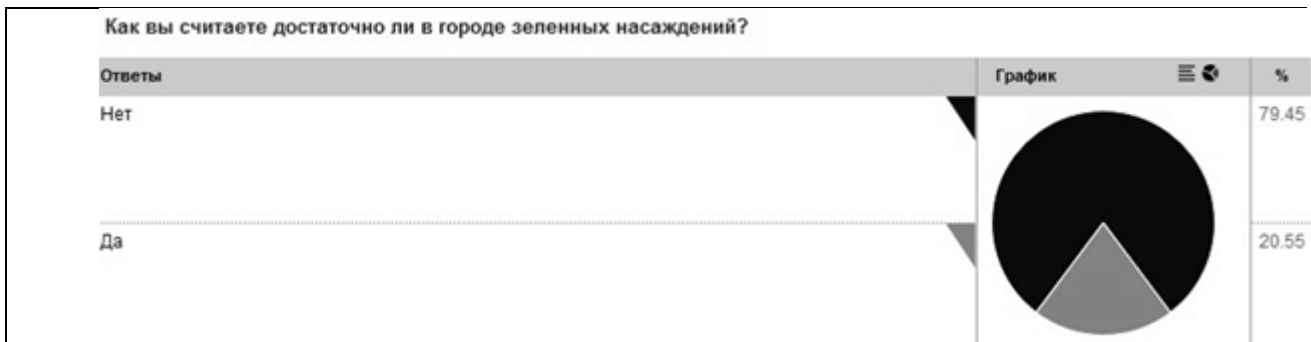 Как вы считаете достаточно ли в городе зеленных насаждений?
Ответы График %
Нет 79.45
Да 20.55